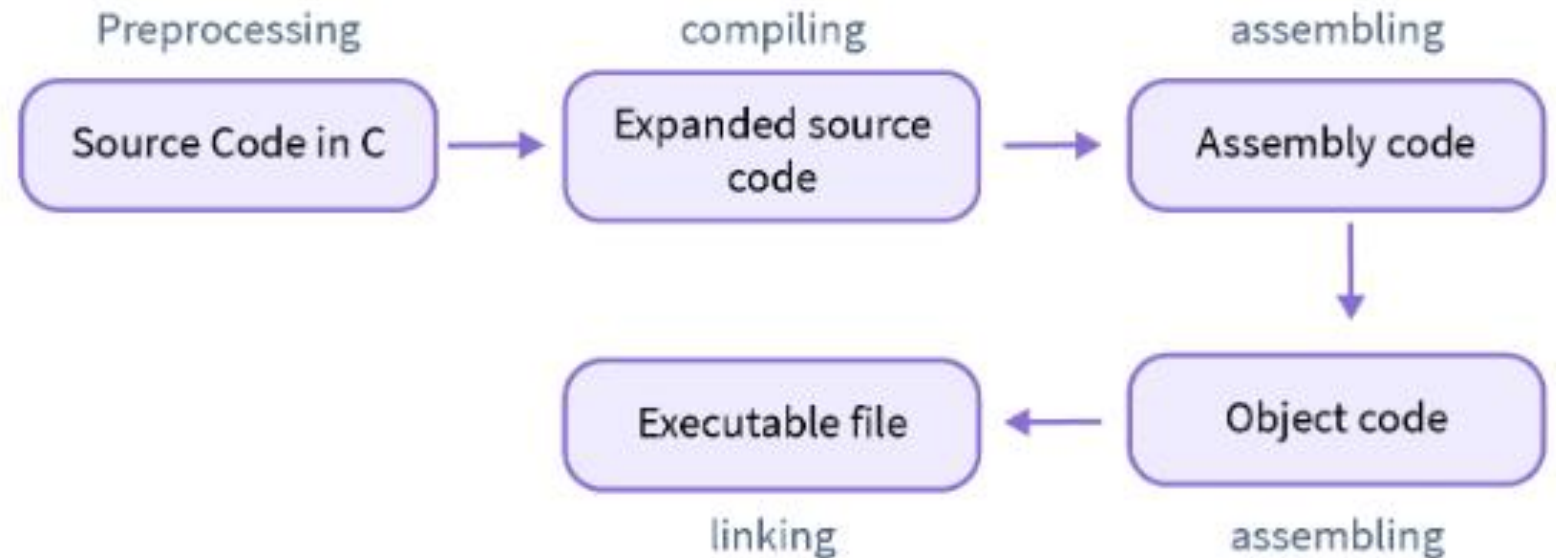 Preprocessing
compiling
assembling
Source Code in C
Expanded source
code
Assembly code
Executable file
Object code
linking
assembling